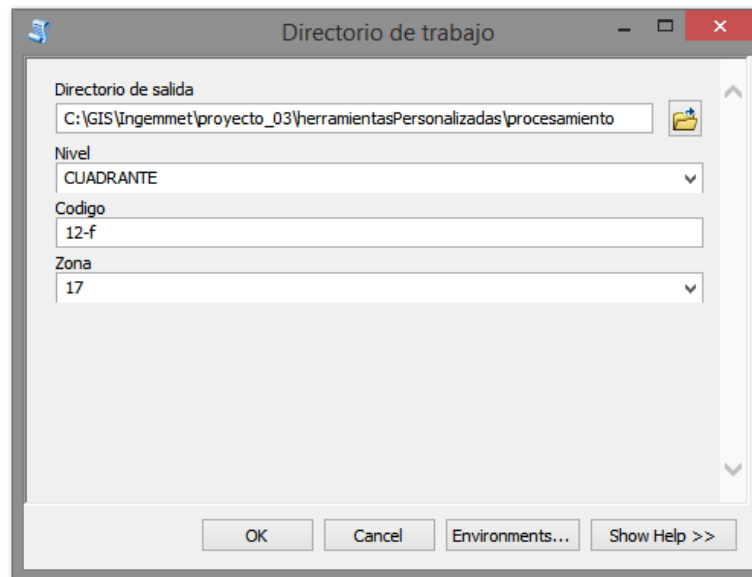 Directorio de trabajo
Directorio de salida
C:\GIS\Ingemmet\proyecto_03\herramientasPersonalizadas\procesamiento
Nivel
CUADRANTE
Codigo
12-f
Zona
17
OK Cancel Environments... Show Help >>